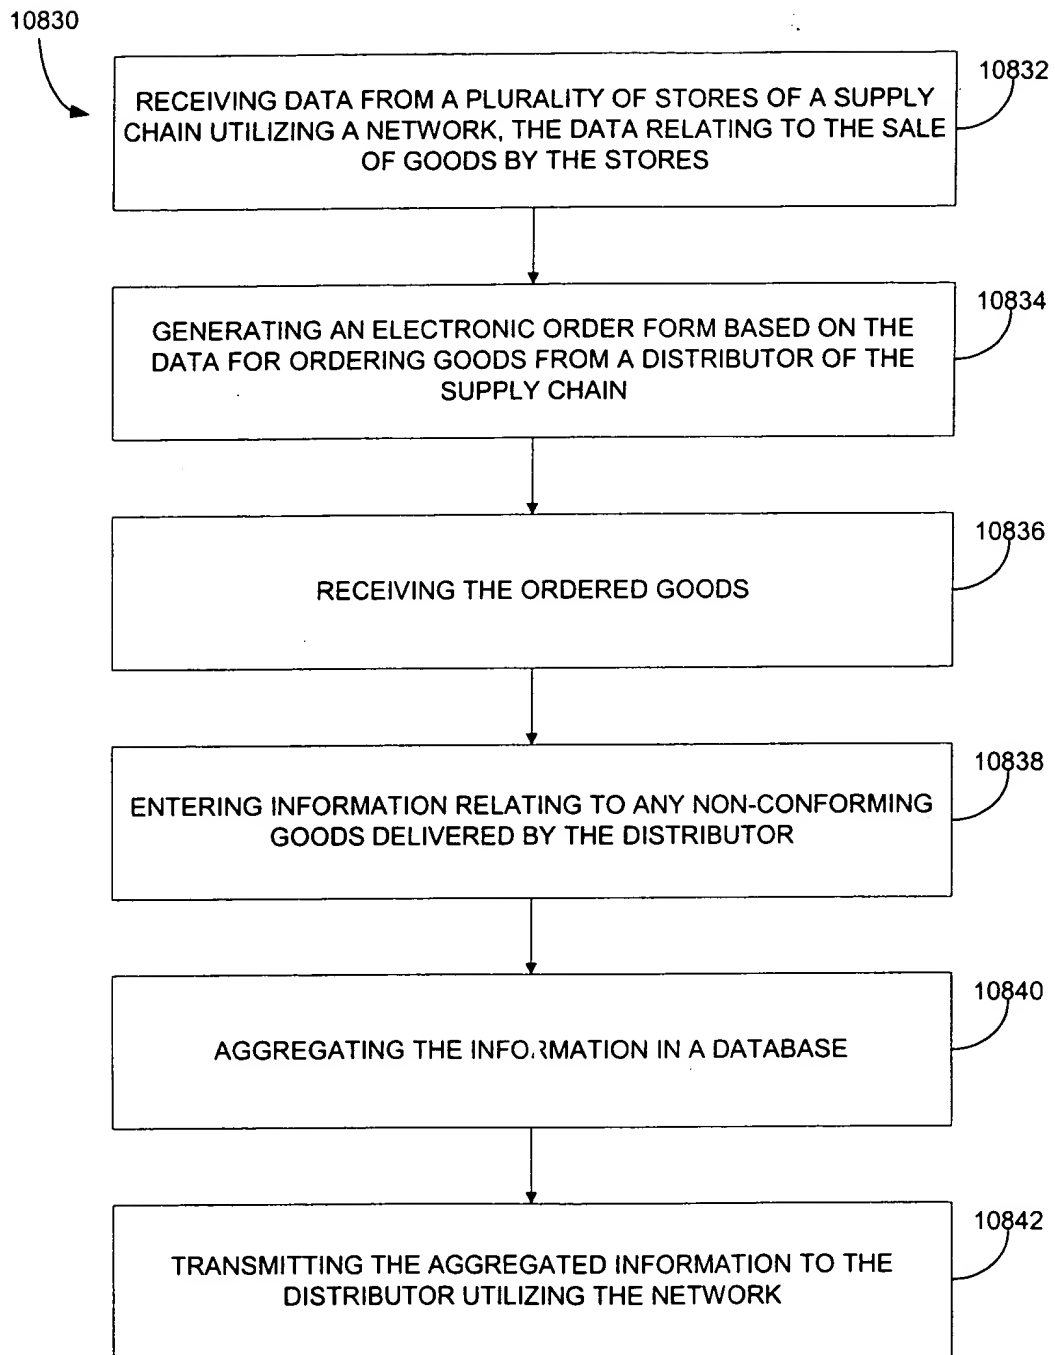 10830
10832
RECEIVING DATA FROM A PLURALITY OF STORES OF A SUPPLY
CHAIN UTILIZING A NETWORK, THE DATA RELATING TO THE SALE
OF GOODS BY THE STORES
10834
GENERATING AN ELECTRONIC ORDER FORM BASED ON THE
DATA FOR ORDERING GOODS FROM A DISTRIBUTOR OF THE
SUPPLY CHAIN
10836
RECEIVING THE ORDERED GOODS
10838
ENTERING INFORMATION RELATING TO ANY NON-CONFORMING
GOODS DELIVERED BY THE DISTRIBUTOR
10840
AGGREGATING THE INFORMATION IN A DATABASE
10842
TRANSMITTING THE AGGREGATED INFORMATION TO THE
DISTRIBUTOR UTILIZING THE NETWORK